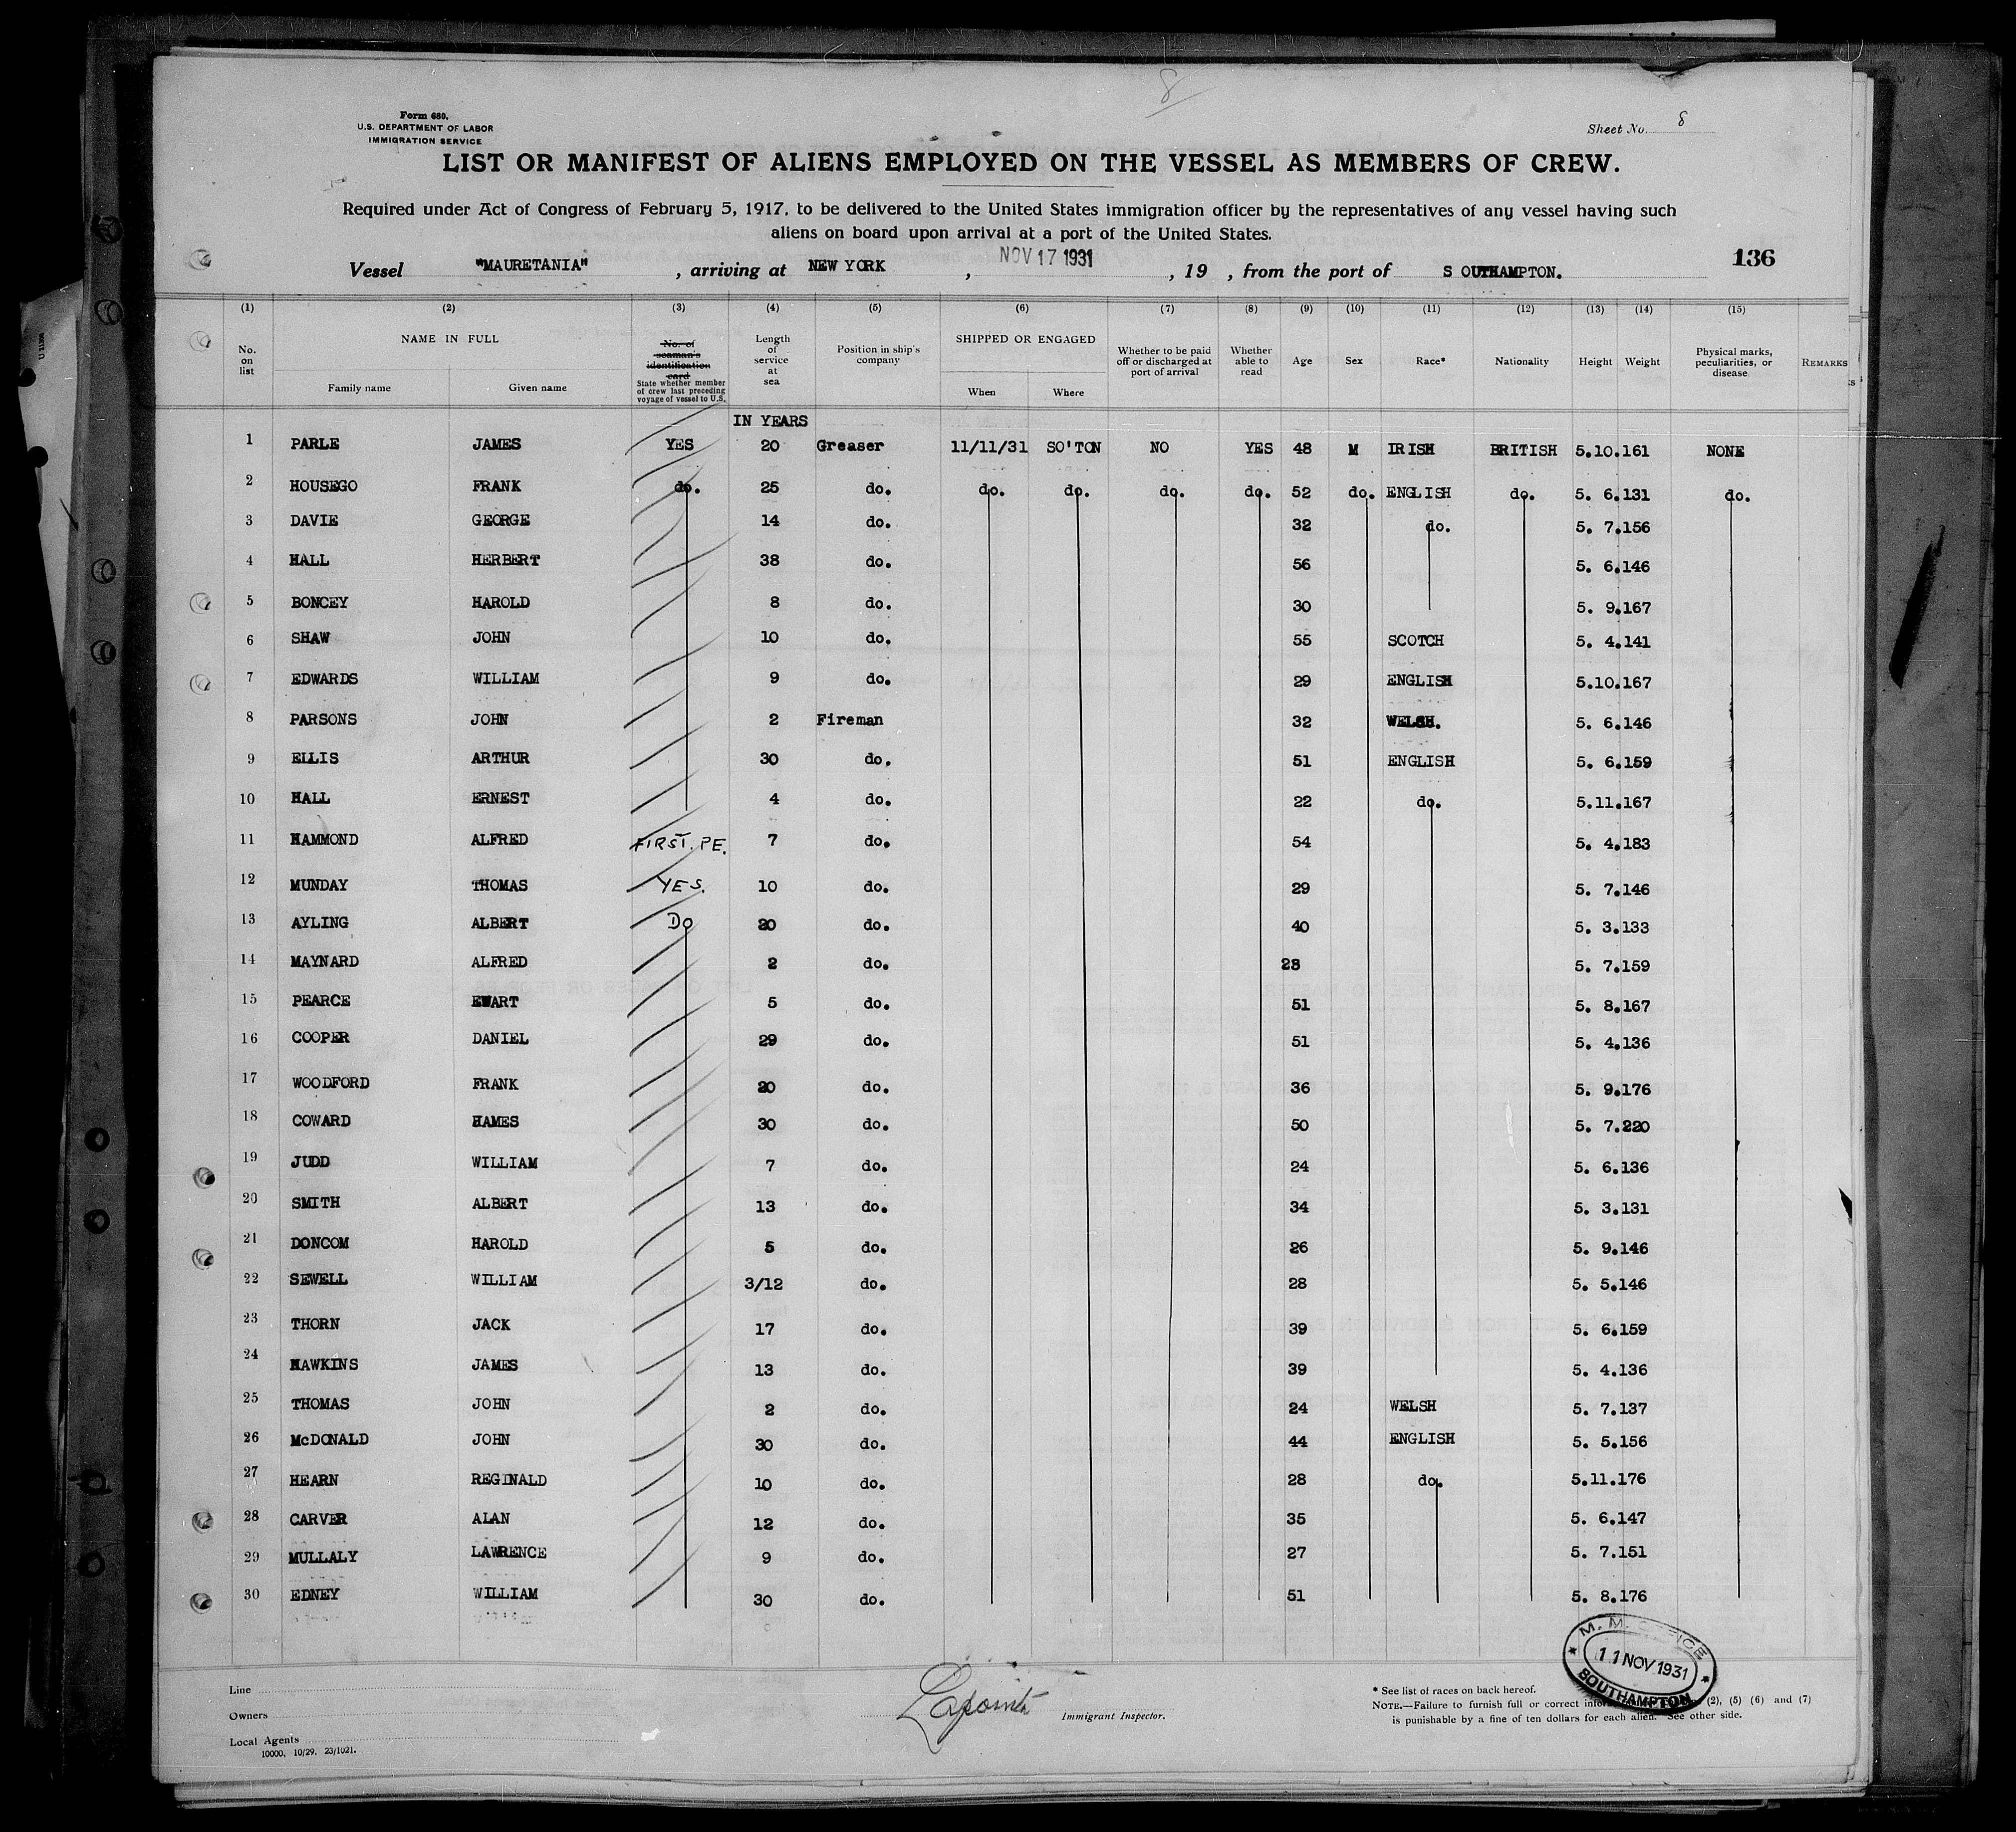 8
Form 680.
U.S. DEPARTMENT OF LABOR
IMMIGRATION SERVICE
Sheet No. 8
LIST OR MANIFEST OF ALIENS EMPLOYED ON THE VESSEL AS MEMBERS OF CREW.
Required under Act of Congress of February 5, 1917, to be delivered to the United States immigration officer by the representatives of any vessel having such
aliens on board upon arrival at a port of the United States.
136
Vessel "MAURETANIA", arriving at NEW YORK, NOV 17 1931, 19 , from the port of S OUTHAMPTON.
(1) (2) (3) (4) (5) (6) (7) (8) (9) (10) (11) (12) (13) (14) (15)
No. on list NAME IN FULL Family name Given name No. of seaman's identification card State whether member of crew last preceding voyage of vessel to U.S. Length of service at sea Position in ship's company SHIPPED OR ENGAGED When Where Whether to be paid off or discharged at port of arrival Whether able to read Age Sex Race* Nationality Height Weight Physical marks, peculiarities, or disease REMARKS
IN YEARS
1 PARLE JAMES YES 20 Greaser 11/11/31 SO'TON NO YES 48 M IRISH BRITISH 5.10.161 NONE
2 HOUSEGO FRANK do. 25 do. do. do. do. do. 52 do. ENGLISH do. 5. 6.131 do.
3 DAVIE GEORGE 14 do. 32 do. 5. 7.156
4 HALL HERBERT 38 do. 56 5. 6.146
5 BONCEY HAROLD 8 do. 30 5. 9.167
6 SHAW JOHN 10 do. 55 SCOTCH 5. 4.141
7 EDWARDS WILLIAM 9 do. 29 ENGLISH 5.10.167
8 PARSONS JOHN 2 Fireman 32 WELSH. 5. 6.146
9 ELLIS ARTHUR 30 do. 51 ENGLISH 5. 6.159
10 HALL ERNEST 4 do. 22 do. 5.11.167
11 HAMMOND ALFRED FIRST. PE. 7 do. 54 5. 4.183
12 MUNDAY THOMAS YES. 10 do. 29 5. 7.146
13 AYLING ALBERT Do 20 do. 40 5. 3.133
14 MAYNARD ALFRED 2 do. 28 5. 7.159
15 PEARCE EWART 5 do. 51 5. 8.167
16 COOPER DANIEL 29 do. 51 5. 4.136
17 WOODFORD FRANK 20 do. 36 5. 9.176
18 COWARD HAMES 30 do. 50 5. 7.220
19 JUDD WILLIAM 7 do. 24 5. 6.136
20 SMITH ALBERT 13 do. 34 5. 3.131
21 DONCOM HAROLD 5 do. 26 5. 9.146
22 SEWELL WILLIAM 3/12 do. 28 5. 5.146
23 THORN JACK 17 do. 39 5. 6.159
24 HAWKINS JAMES 13 do. 39 5. 4.136
25 THOMAS JOHN 2 do. 24 WELSH 5. 7.137
26 McDONALD JOHN 30 do. 44 ENGLISH 5. 5.156
27 HEARN REGINALD 10 do. 28 do. 5.11.176
28 CARVER ALAN 12 do. 35 5. 6.147
29 MULLALY LAWRENCE 9 do. 27 5. 7.151
30 EDNEY WILLIAM 30 do. 51 5. 8.176
M. M. OFFICE
11 NOV 1931
SOUTHAMPTON
Line
Owners
Local Agents
10000, 10/29. 23/1021.
Lapointe Immigrant Inspector.
* See list of races on back hereof.
NOTE.—Failure to furnish full or correct (2), (5) (6) and (7)
is punishable by a fine of ten dollars for each alien. See other side.